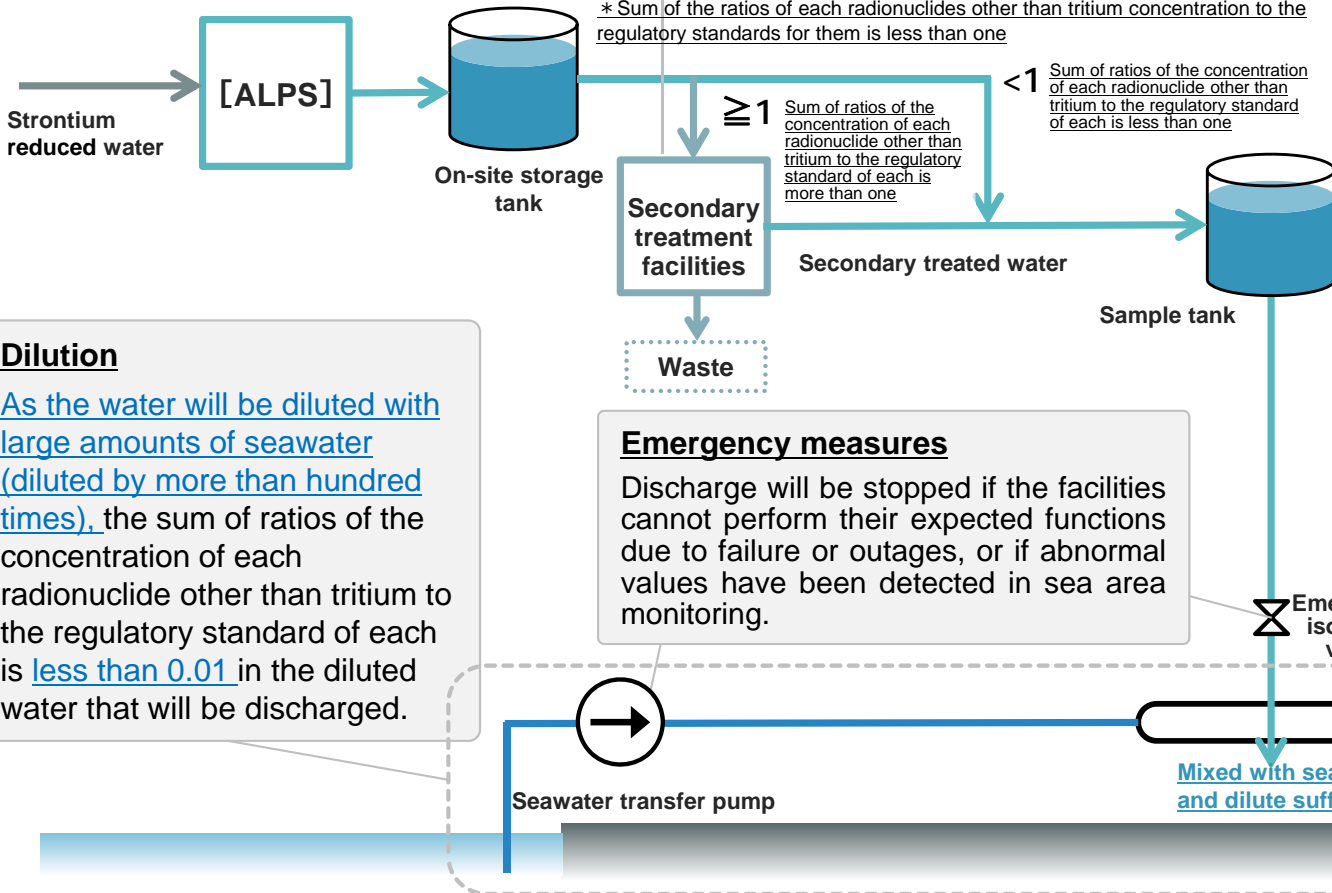 ＊Sum of the ratios of each radionuclides other than tritium concentration to the
regulatory standards for them is less than one
[ALPS]
Strontium
reduced water
On-site storage
tank
≧1
Sum of ratios of the
concentration of each
radionuclide other than
tritium to the regulatory
standard of each is
more than one
<1
Sum of ratios of the concentration
of each radionuclide other than
tritium to the regulatory standard
of each is less than one
Secondary
treatment
facilities
Secondary treated water
Sample tank
Waste
Dilution
As the water will be diluted with
large amounts of seawater
(diluted by more than hundred
times), the sum of ratios of the
concentration of each
radionuclide other than tritium to
the regulatory standard of each
is less than 0.01 in the diluted
water that will be discharged.
Emergency measures
Discharge will be stopped if the facilities
cannot perform their expected functions
due to failure or outages, or if abnormal
values have been detected in sea area
monitoring.
Seawater transfer pump
Mixed with
and dilute